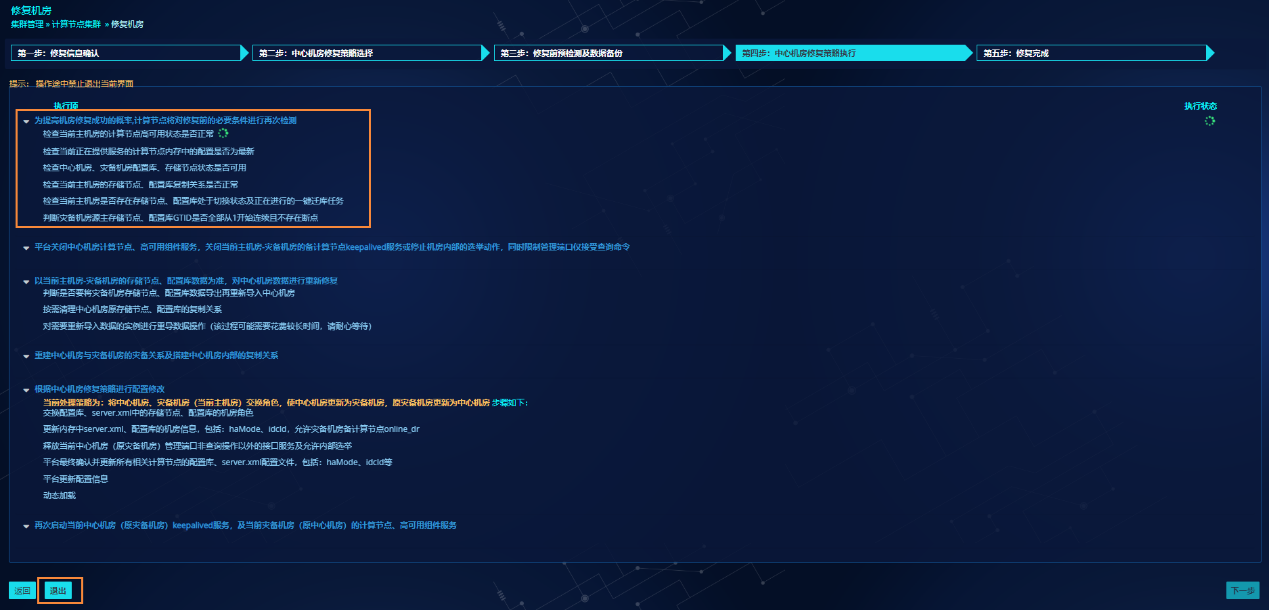 修复机房
集群管理 » 计算节点集群 » 修复机房
第一步：修复信息确认
第二步：中心机房修复策略选择
第三步：修复前预检测及数据备份
第四步：中心机房修复策略执行
第五步：修复完成
提示： 操作途中禁止退出当前界面
执行项
执行状态
为提高机房修复成功的概率,计算节点将对修复前的必要条件进行再次检测
检查当前主机房的计算节点高可用状态是否正常
检查当前正在提供服务的计算节点内存中的配置是否为最新
检查中心机房、灾备机房配置库、存储节点状态是否可用
检查当前主机房的存储节点、配置库复制关系是否正常
检查当前主机房是否存在存储节点、配置库处于切换状态及正在进行的一键迁库任务
判断灾备机房源主存储节点、配置库GTID是否全部从1开始连续且不存在断点
平台关闭中心机房计算节点、高可用组件服务，关闭当前主机房-灾备机房的备计算节点keepalived服务或停止机房内部的选举动作，同时限制管理端口仅接受查询命令
以当前主机房-灾备机房的存储节点、配置库数据为准，对中心机房数据进行重新修复
判断是否要将灾备机房存储节点、配置库数据导出再重新导入中心机房
按需清理中心机房原存储节点、配置库的复制关系
对需要重新导入数据的实例进行重导数据操作（该过程可能需要花费较长时间，请耐心等待）
重建中心机房与灾备机房的灾备关系及搭建中心机房内部的复制关系
根据中心机房修复策略进行配置修改
当前处理策略为：将中心机房、灾备机房（当前主机房）交换角色，使中心机房更新为灾备机房，原灾备机房更新为中心机房 步骤如下：
交换配置库、server.xml中的存储节点、配置库的机房角色
更新内存中server.xml、配置库的机房信息，包括：haMode、idcId，允许灾备机房备计算节点online_dr
释放当前中心机房（原灾备机房）管理端口非查询操作以外的接口服务及允许内部选举
平台最终确认并更新所有相关计算节点的配置库、server.xml配置文件，包括：haMode、idcId等
平台更新配置信息
动态加载
再次启动当前中心机房（原灾备机房）keepalived服务，及当前灾备机房（原中心机房）的计算节点、高可用组件服务
返回
退出
下一步